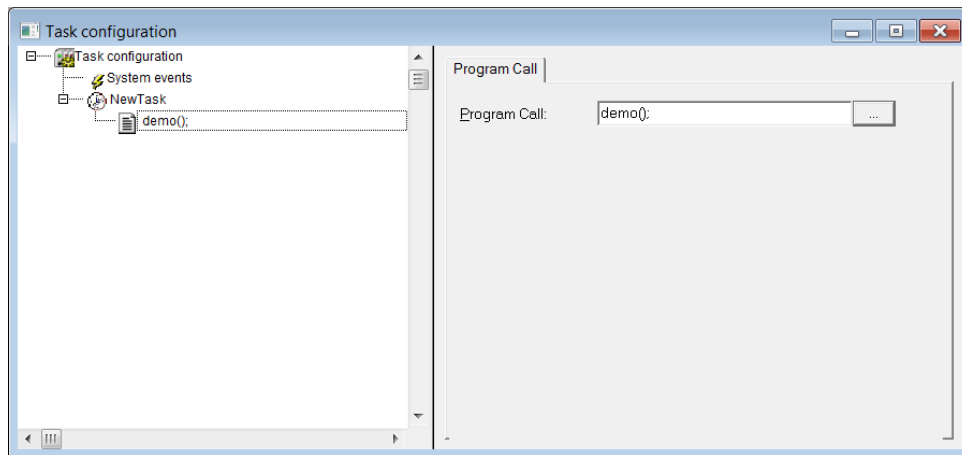 Task configuration
Task configuration
System events
NewTask
demo();
Program Call
Program Call: demo(); ...